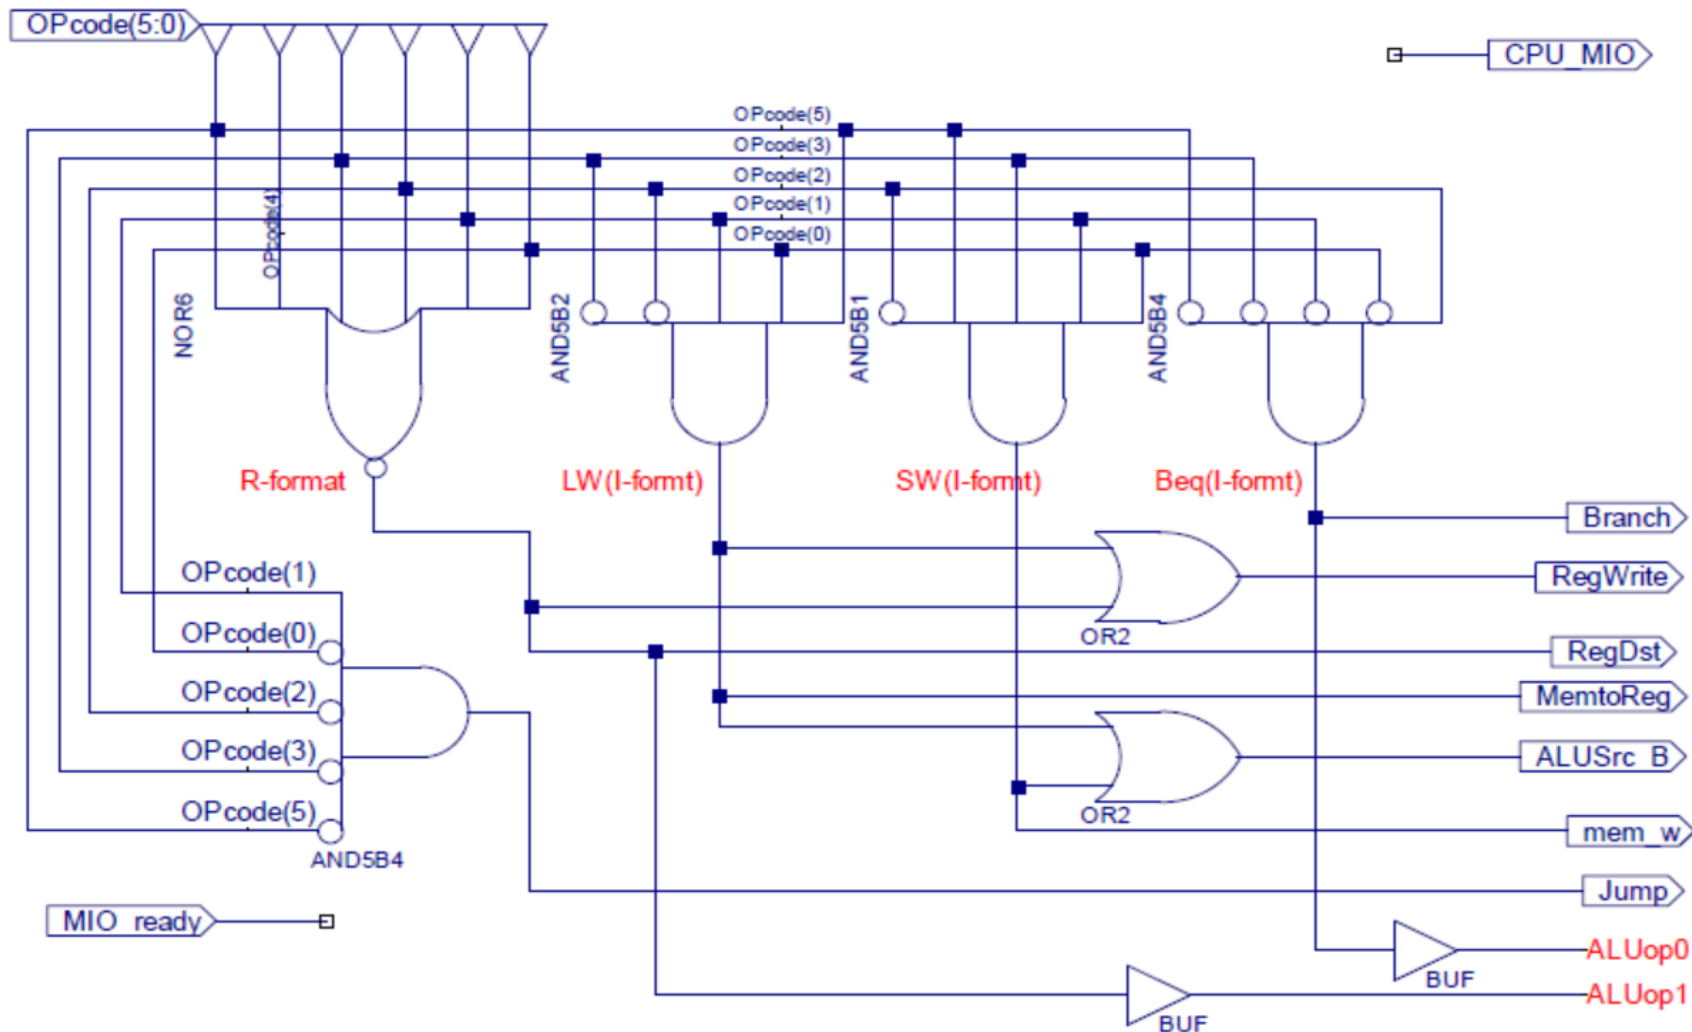 OPcode(5:0)
CPU_MIO
OPcode(5)
OPcode(3)
OPcode(2)
OPcode(1)
OPcode(0)
OPcode(4)
NOR6
AND5B2
AND5B1
AND5B4
R-format
LW(I-formt)
SW(I-formt)
Beq(I-formt)
Branch
OPcode(1)
RegWrite
OPcode(0)
OR2
RegDst
OPcode(2)
MemtoReg
OPcode(3)
ALUSrc_B
OPcode(5)
OR2
mem_w
AND5B4
Jump
MIO_ready
ALUop0
BUF
ALUop1
BUF